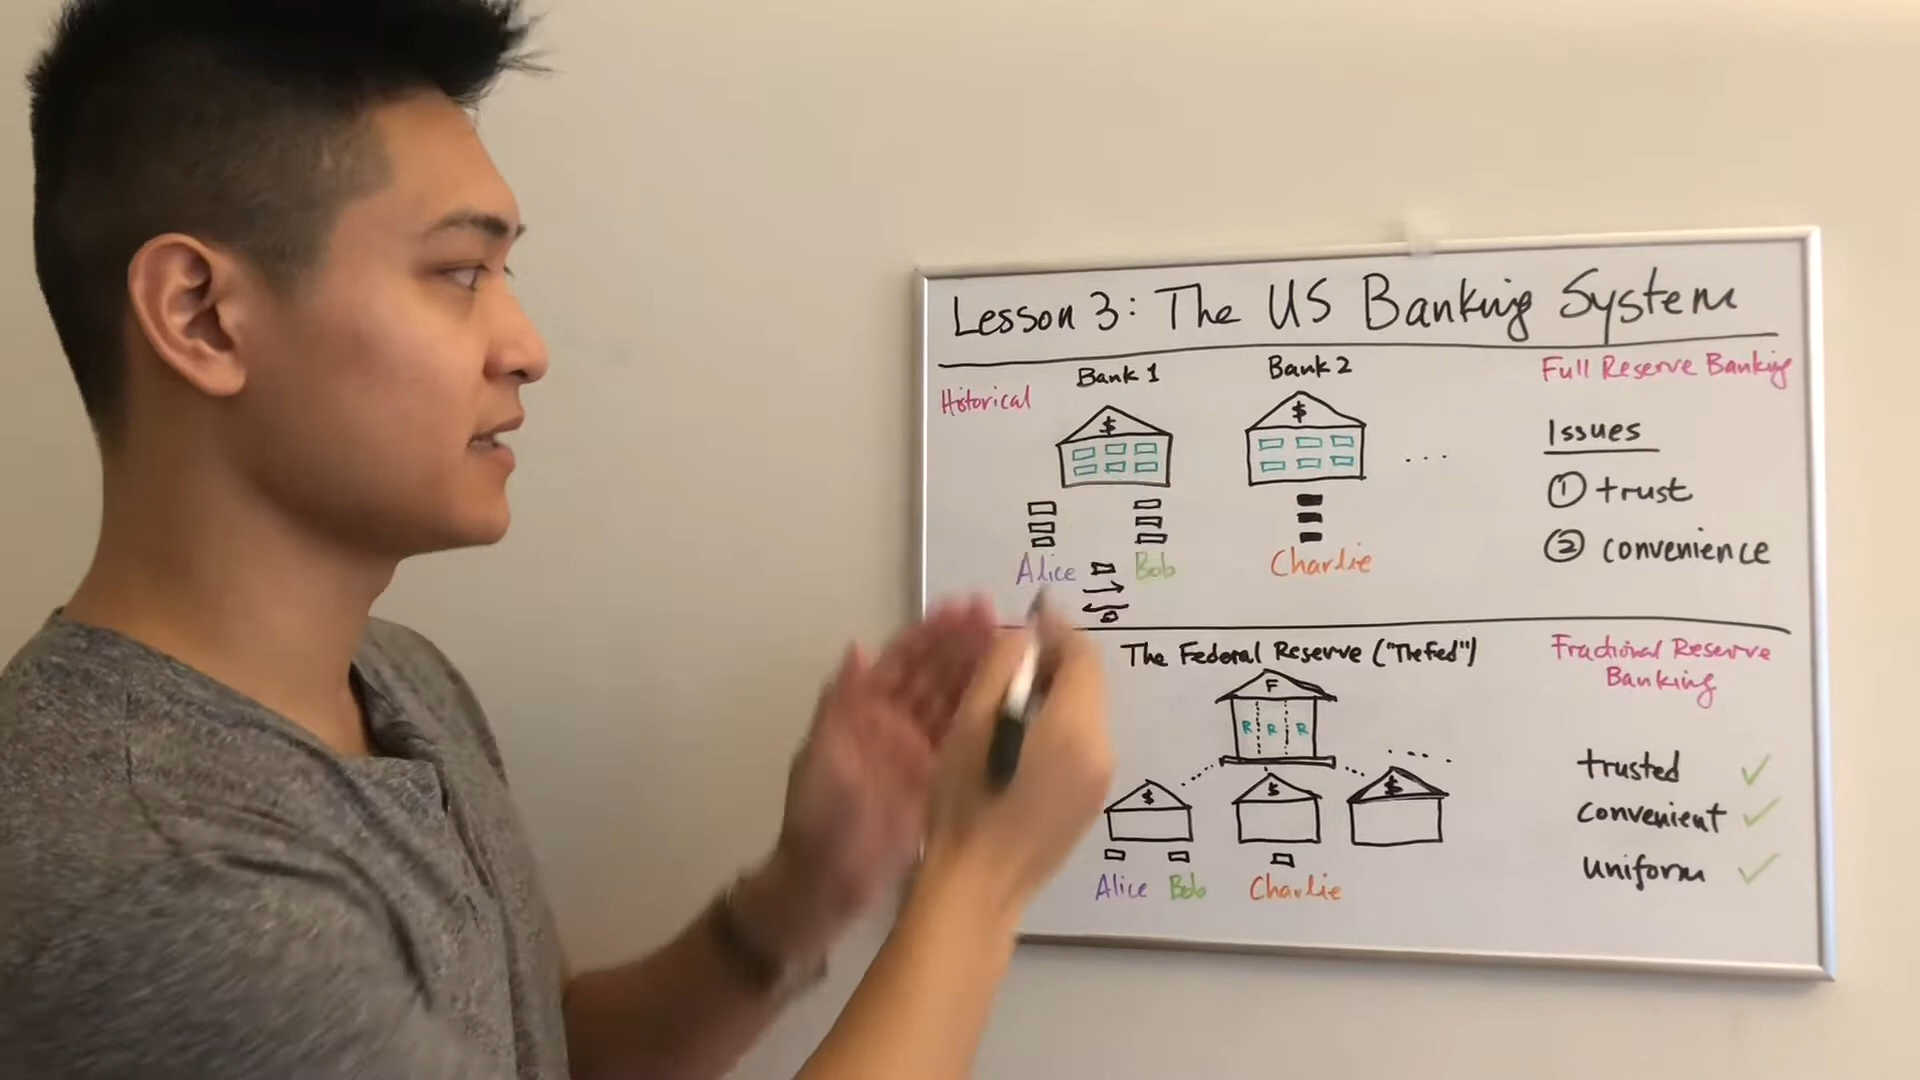 Lesson 3: The US Banking System
Historical
Bank 1
Bank 2
Full Reserve Banking
$
$
. . .
Issues
① trust
② convenience
Alice
Bob
Charlie
The Federal Reserve ("The Fed")
Fractional Reserve
Banking
F
R R R
$
$
$
trusted ✓
convenient ✓
uniform ✓
Alice
Bob
Charlie